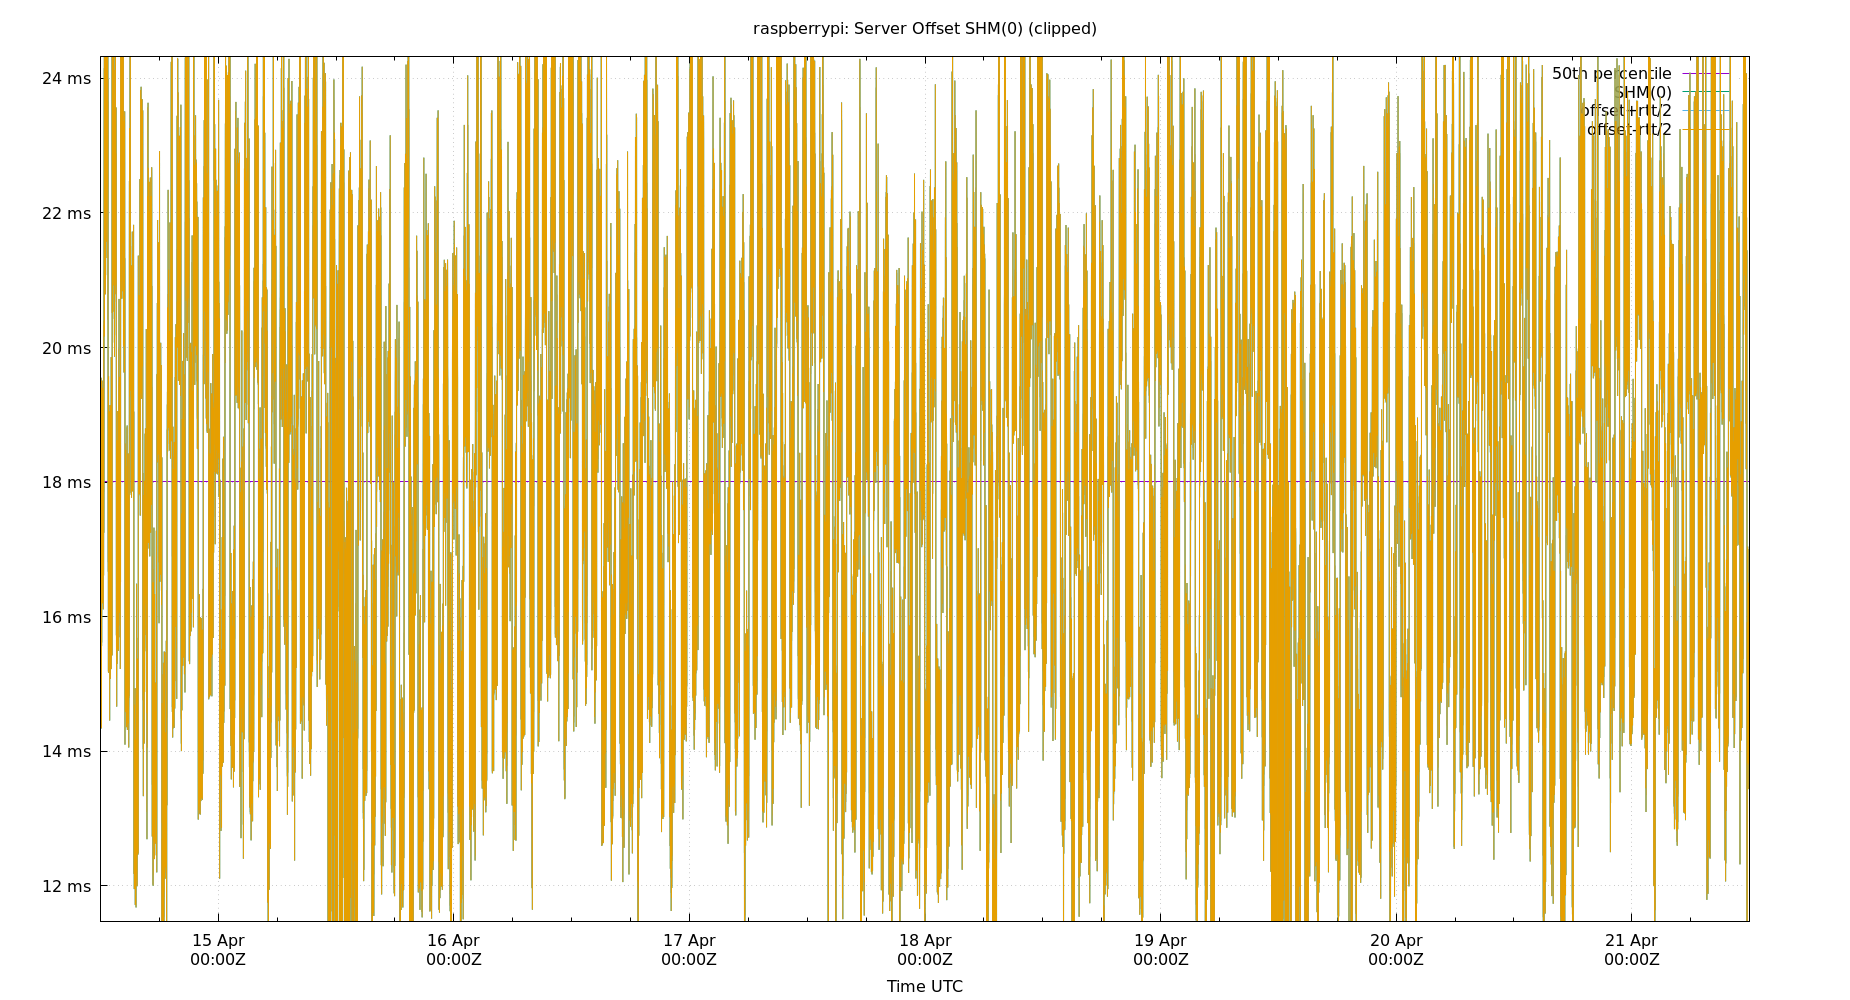 raspberrypi: Server Offset SHM(0) (clipped)
24 ms
22 ms
20 ms
18 ms
16 ms
14 ms
12 ms
50th percentile
SHM(0)
offset+rtt/2
offset-rtt/2
15 Apr
00:00Z
16 Apr
00:00Z
17 Apr
00:00Z
18 Apr
00:00Z
19 Apr
00:00Z
20 Apr
00:00Z
21 Apr
00:00Z
Time UTC